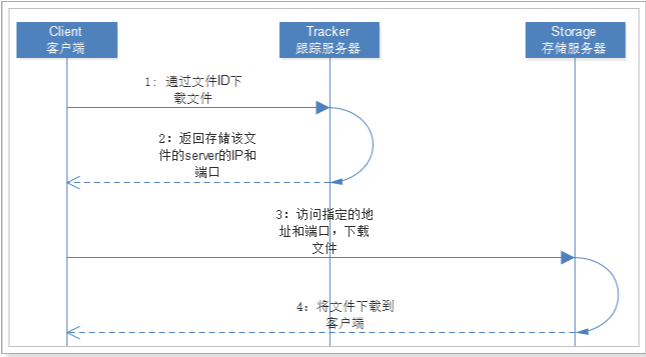 Client
客户端
Tracker
跟踪服务器
Storage
存储服务器
1: 通过文件ID下
载文件
2：返回存储该文
件的server的IP和
端口
3：访问指定的地
址和端口，下载
文件
4：将文件下载到
客户端